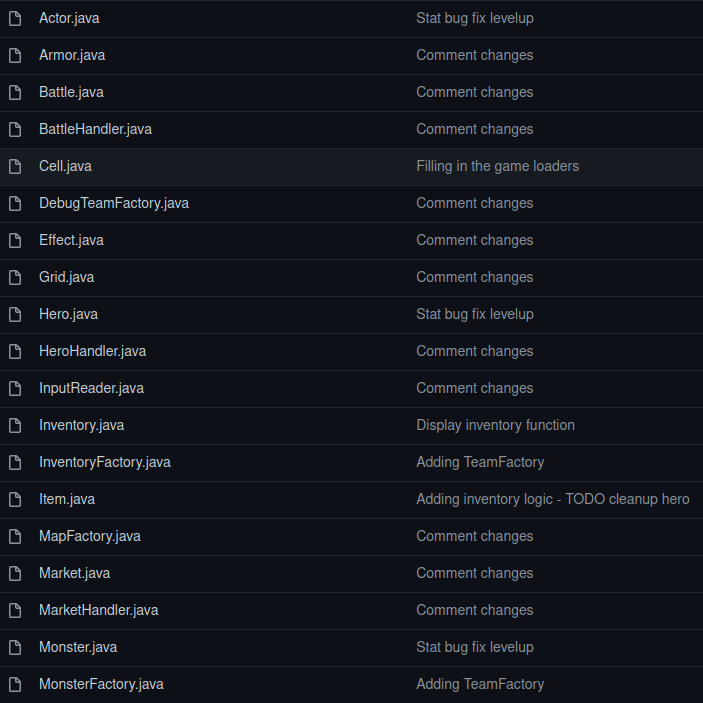 Actor.java Stat bug fix levelup
Armor.java Comment changes
Battle.java Comment changes
BattleHandler.java Comment changes
Cell.java Filling in the game loaders
DebugTeamFactory.java Comment changes
Effect.java Comment changes
Grid.java Comment changes
Hero.java Stat bug fix levelup
HeroHandler.java Comment changes
InputReader.java Comment changes
Inventory.java Display inventory function
InventoryFactory.java Adding TeamFactory
Item.java Adding inventory logic - TODO cleanup hero
MapFactory.java Comment changes
Market.java Comment changes
MarketHandler.java Comment changes
Monster.java Stat bug fix levelup
MonsterFactory.java Adding TeamFactory